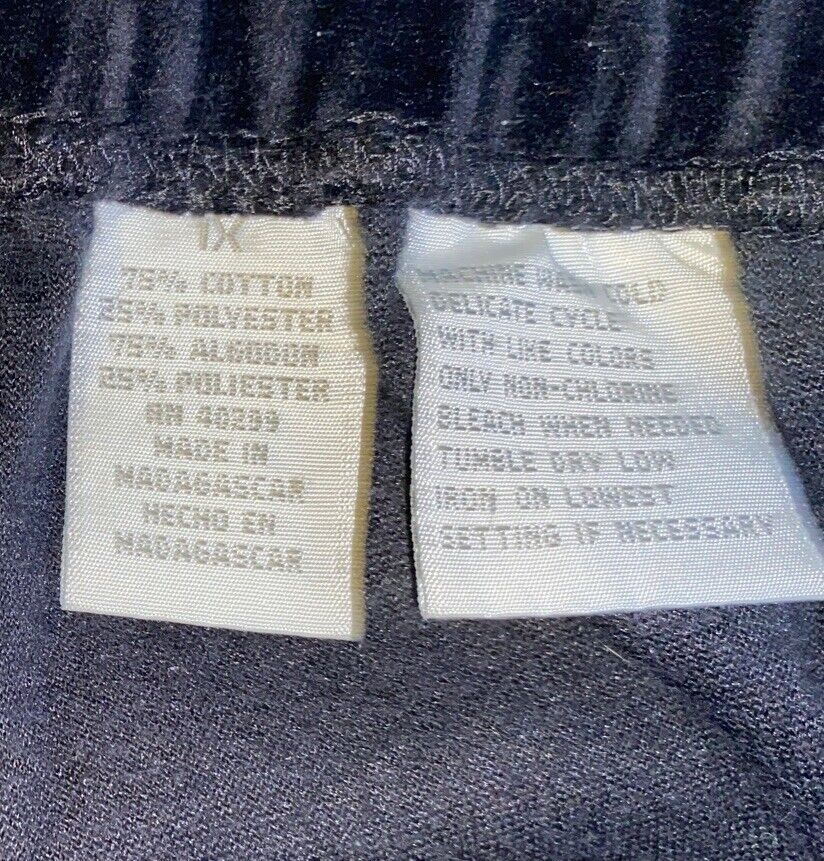 1X
75% COTTON
25% POLYESTER
75% ALGODON
25% POLIESTER
RN 40299
MADE IN
MADAGASCAR
HECHO EN
MADAGASCAR
MACHINE WASH COLD
DELICATE CYCLE
WITH LIKE COLORS
ONLY NON-CHLORINE
BLEACH WHEN NEEDED
TUMBLE DRY LOW
IRON ON LOWEST
SETTING IF NECESSARY